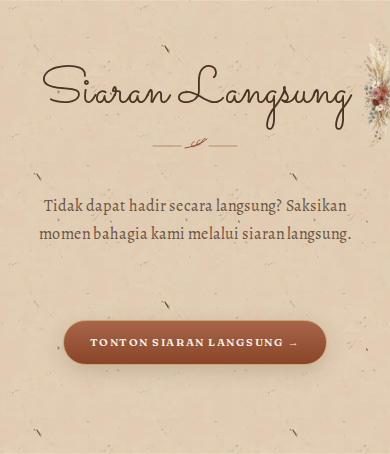 Siaran Langsung
Tidak dapat hadir secara langsung? Saksikan
momen bahagia kami melalui siaran langsung.
TONTON SIARAN LANGSUNG →